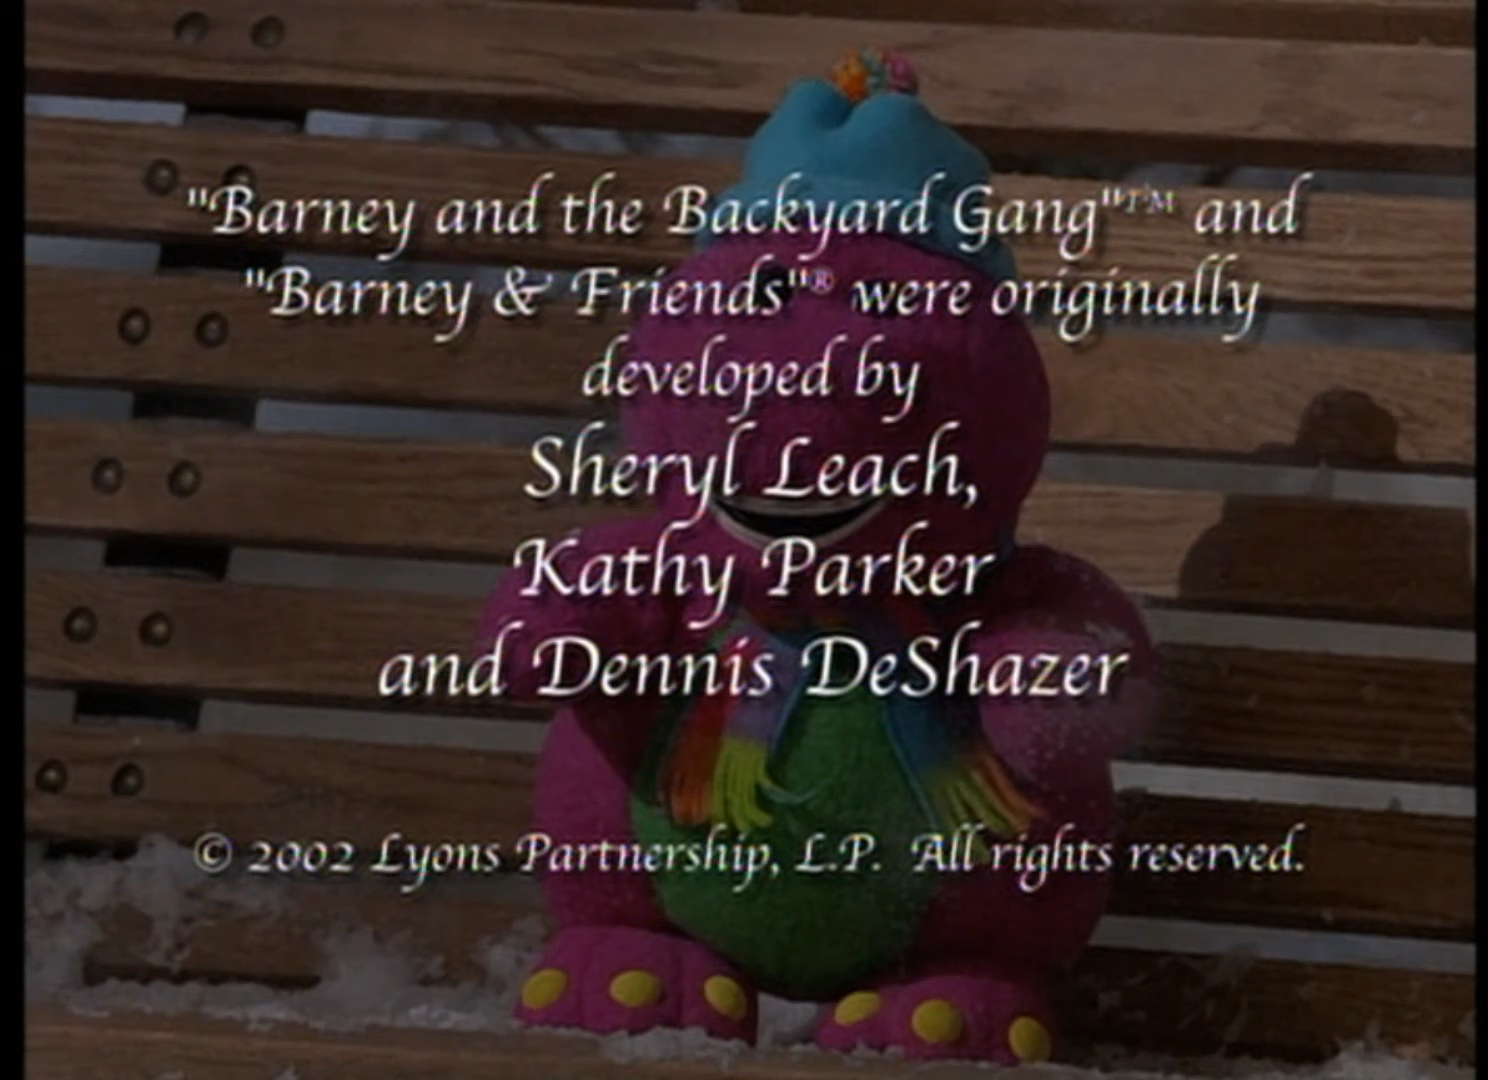 "Barney and the Backyard Gang"™ and
"Barney & Friends"® were originally
developed by
Sheryl Leach,
Kathy Parker
and Dennis DeShazer
© 2002 Lyons Partnership, L.P. All rights reserved.